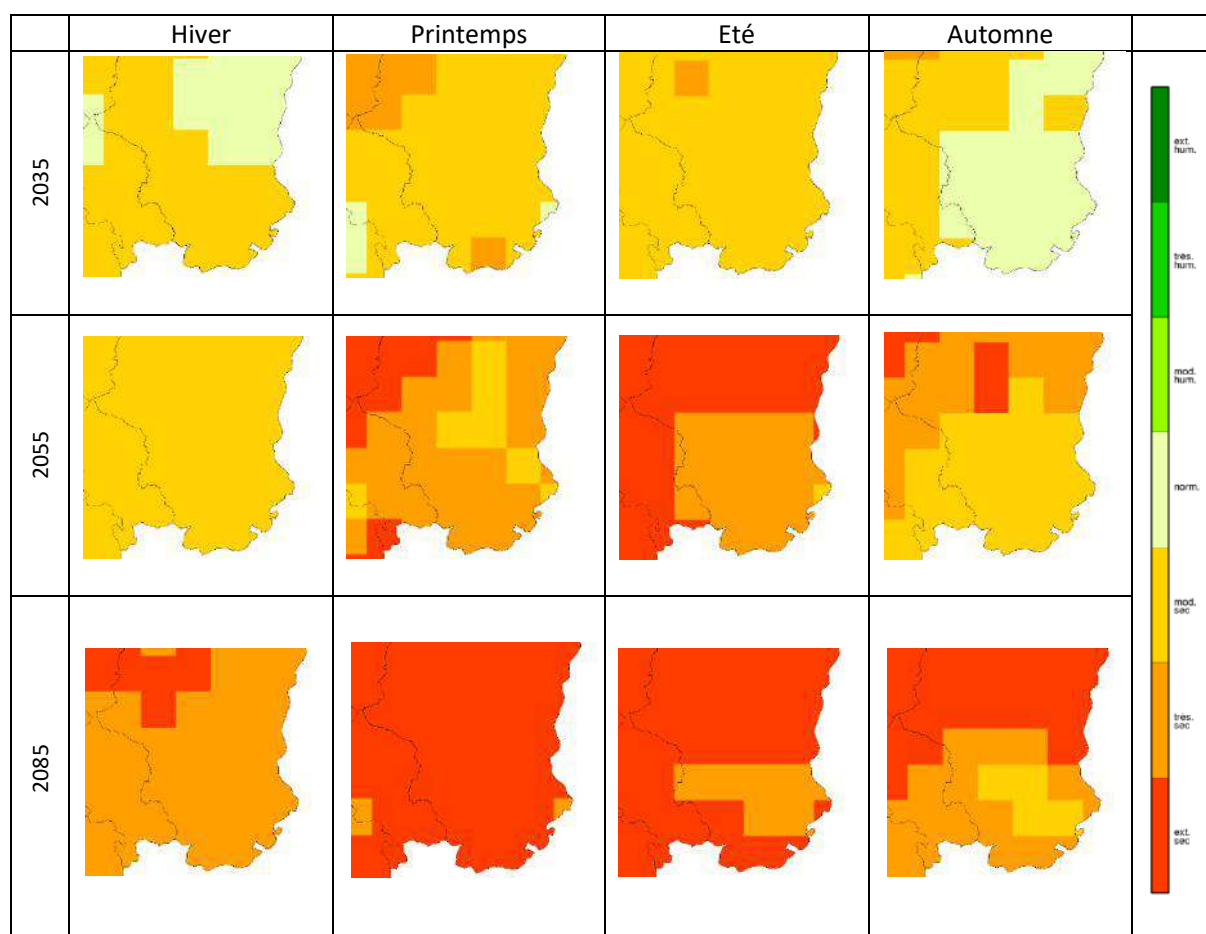 Hiver
Printemps
Eté
Automne
2035
2055
2085
ext.
hum.
très.
hum.
mod.
hum.
norm.
mod.
sec
très.
sec
ext.
sec